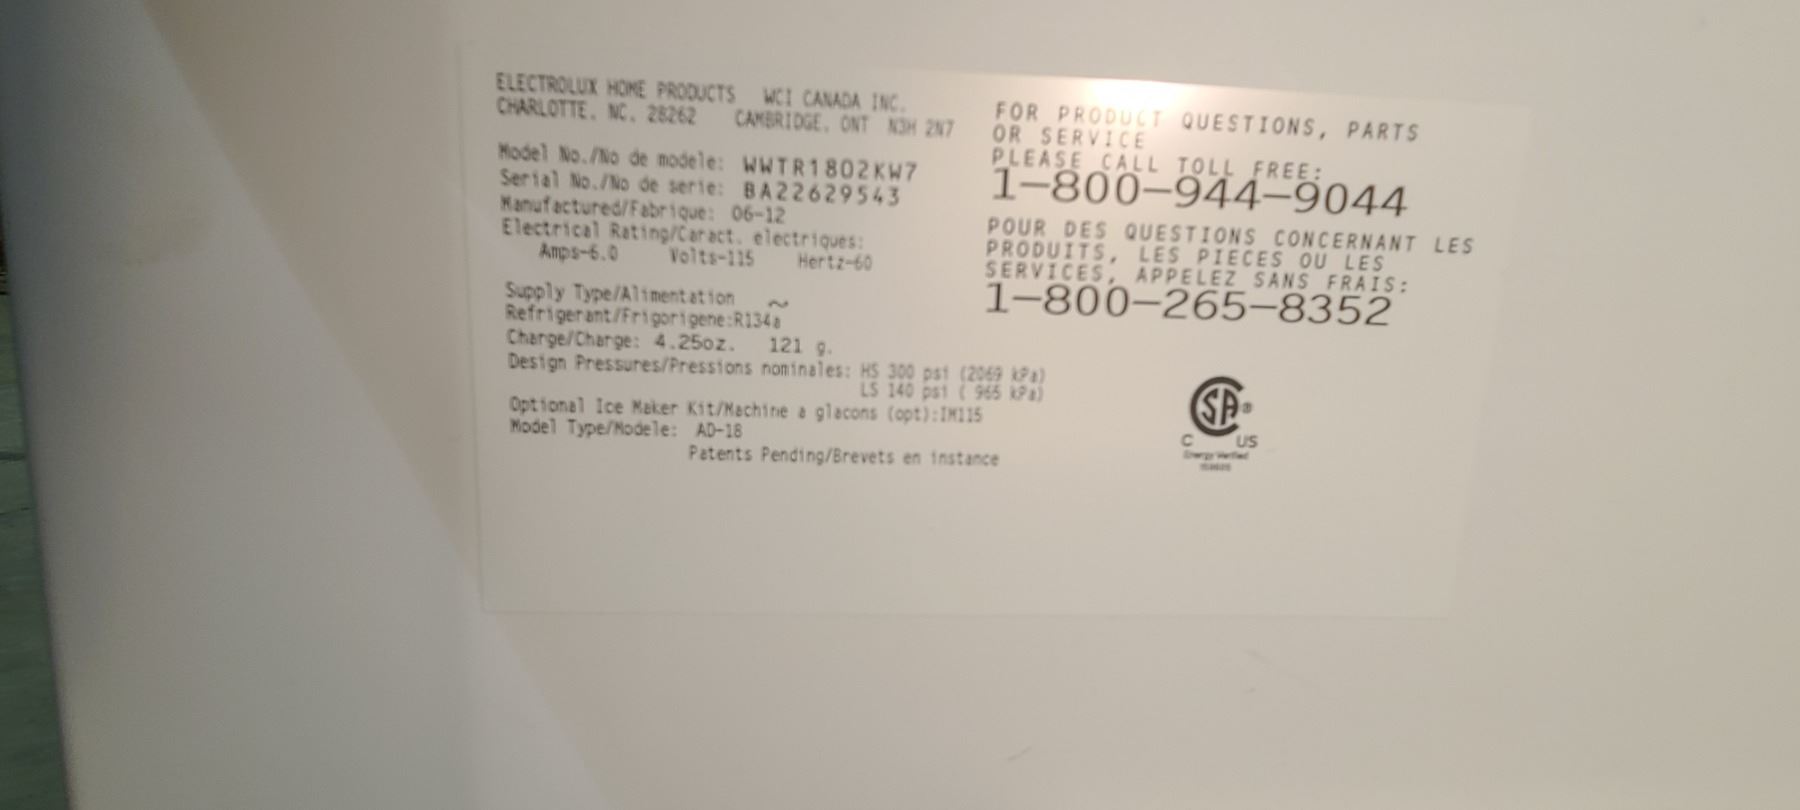 ELECTROLUX HOME PRODUCTS WCI CANADA INC.
CHARLOTTE, NC. 28262 CAMBRIDGE, ONT N3H 2N7
Model No./No de modele: WWTR1802KW7
Serial No./No de serie: BA22629543
Manufactured/Fabrique: 06-12
Electrical Rating/Caract. electriques:
Amps-6.0 Volts-115 Hertz-60
Supply Type/Alimentation ~
Refrigerant/Frigorigene:R134a
Charge/Charge: 4.25oz. 121 g.
Design Pressures/Pressions nominales: HS 300 psi (2069 kPa)
LS 140 psi ( 965 kPa)
Optional Ice Maker Kit/Machine a glacons (opt):IM115
Model Type/Modele: AD-18
Patents Pending/Brevets en instance
FOR PRODUCT QUESTIONS, PARTS
OR SERVICE
PLEASE CALL TOLL FREE:
1-800-944-9044
POUR DES QUESTIONS CONCERNANT LES
PRODUITS, LES PIECES OU LES
SERVICES, APPELEZ SANS FRAIS:
1-800-265-8352
SA®
C US
Energy Verified